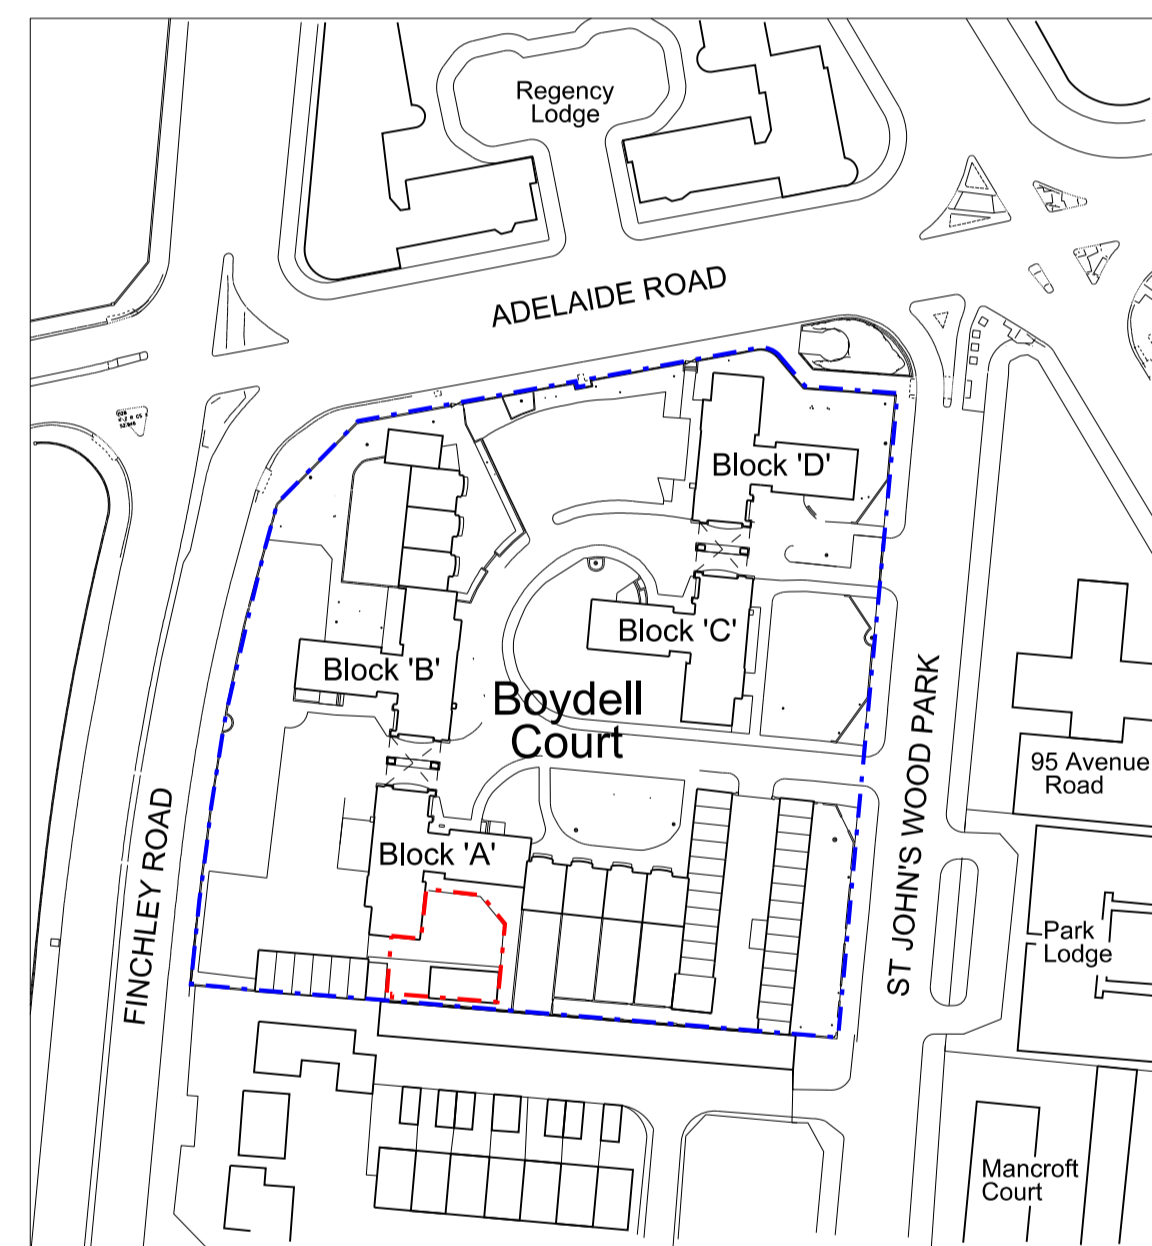 Regency
Lodge
ADELAIDE ROAD
Block 'D'
Block 'C'
Block 'B'
Boydell
Court
ST JOHN'S WOOD PARK
95 Avenue
Road
FINCHLEY ROAD
Block 'A'
Park
Lodge
Mancroft
Court